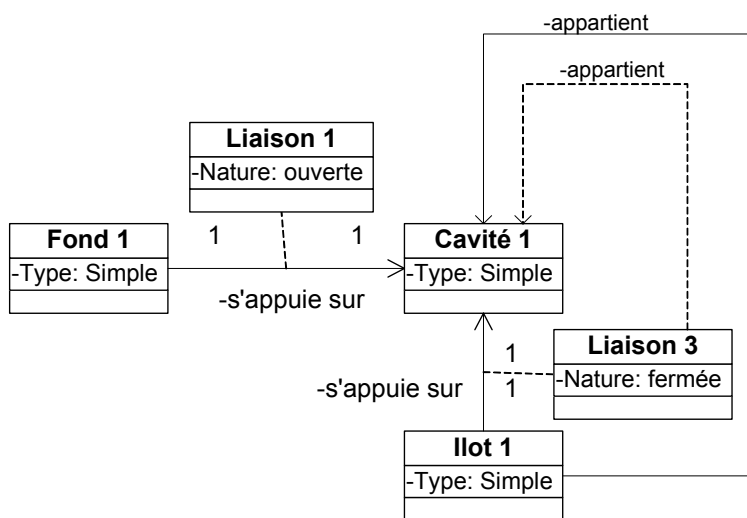 -appartient
-appartient
Liaison 1
-Nature: ouverte
Fond 1
-Type: Simple
1
1
Cavité 1
-Type: Simple
-s'appuie sur
1
Liaison 3
-Nature: fermée
-s'appuie sur
1
Ilot 1
-Type: Simple